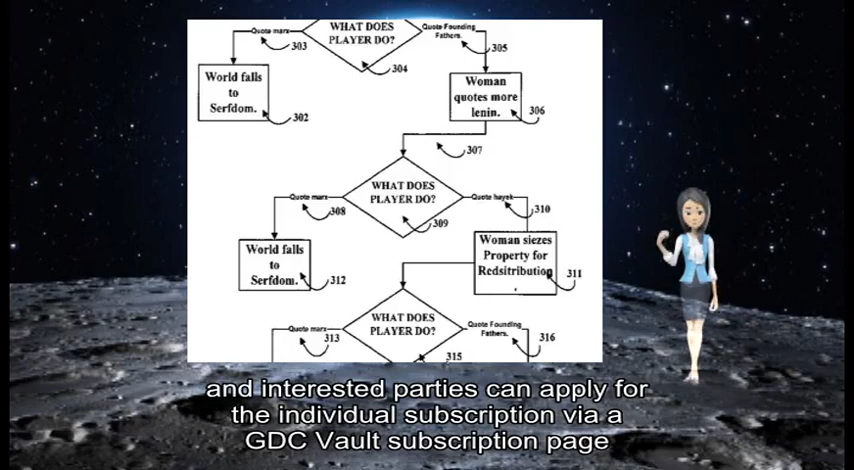 WHAT DOES
PLAYER DO?
Quote marx
303
Quote Founding
Fathers.
305
304
World falls
to
Serfdom.
302
Woman
quotes more
lenin.
306
307
WHAT DOES
PLAYER DO?
Quote marx
308
309
Quote hayek
310
World falls
to
Serfdom.
312
Woman siezes
Property for
Redsitribution
.
311
WHAT DOES
PLAYER DO?
Quote marx
313
315
Quote Founding
Fathers.
316
and interested parties can apply for
the individual subscription via a
GDC Vault subscription page